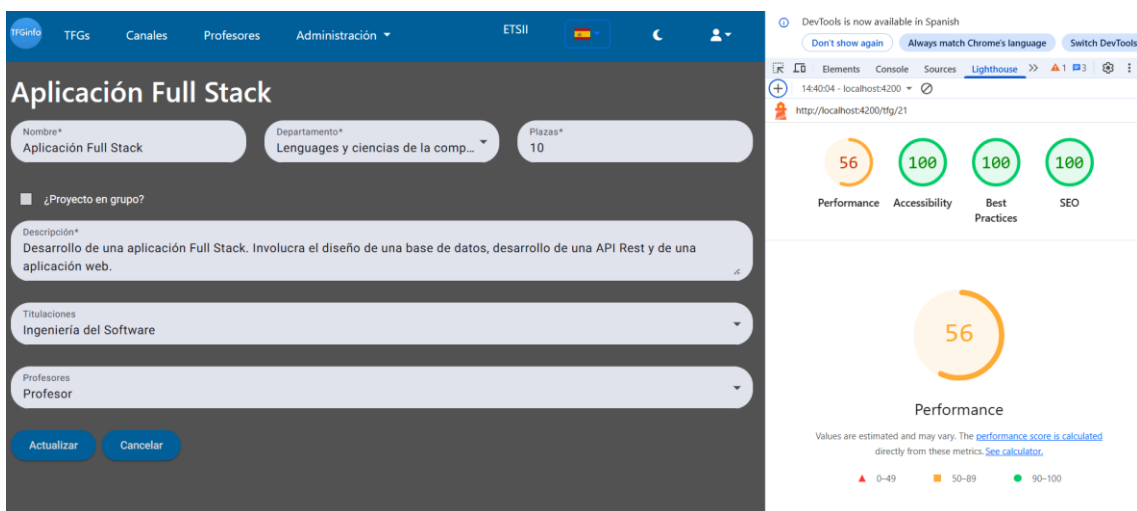 TFGinfo TFGs Canales Profesores Administración ETSII
Aplicación Full Stack
Nombre*
Aplicación Full Stack
Departamento*
Lenguages y ciencias de la comp...
Plazas*
10
¿Proyecto en grupo?
Descripción*
Desarrollo de una aplicación Full Stack. Involucra el diseño de una base de datos, desarrollo de una API Rest y de una
aplicación web.
Titulaciones
Ingeniería del Software
Profesores
Profesor
Actualizar Cancelar
DevTools is now available in Spanish
Don't show again Always match Chrome's language Switch DevTools
Elements Console Sources Lighthouse 1 3
14:40:04 - localhost:4200
http://localhost:4200/tfg/21
56 100 100 100
Performance Accessibility Best Practices SEO
56
Performance
Values are estimated and may vary. The performance score is calculated
directly from these metrics. See calculator.
0–49 50–89 90–100